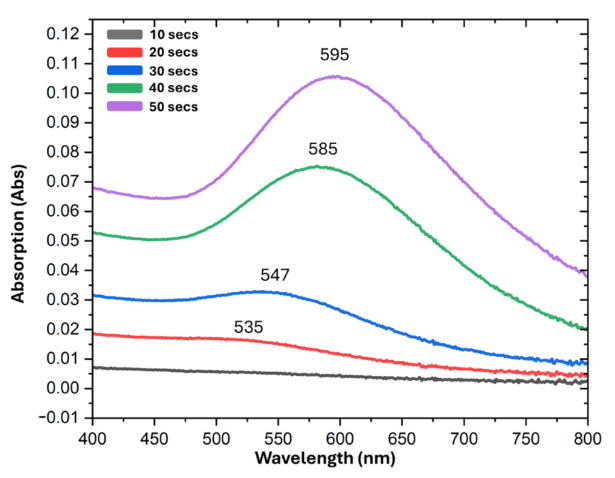 0.12
0.11
0.10
0.09
0.08
0.07
0.06
0.05
0.04
0.03
0.02
0.01
0.00
−0.01
Absorption (Abs)
10 secs
20 secs
30 secs
40 secs
50 secs
595
585
547
535
400 450 500 550 600 650 700 750 800
Wavelength (nm)